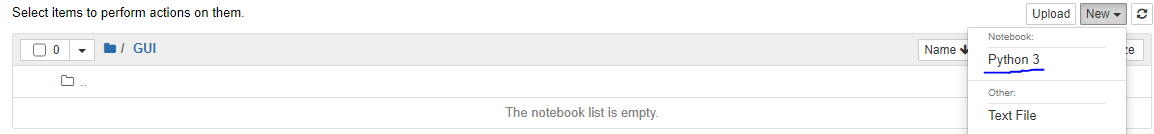 Select items to perform actions on them.
Upload New
0 / GUI Name
Notebook:
Python 3
..
Other:
The notebook list is empty.
Text File